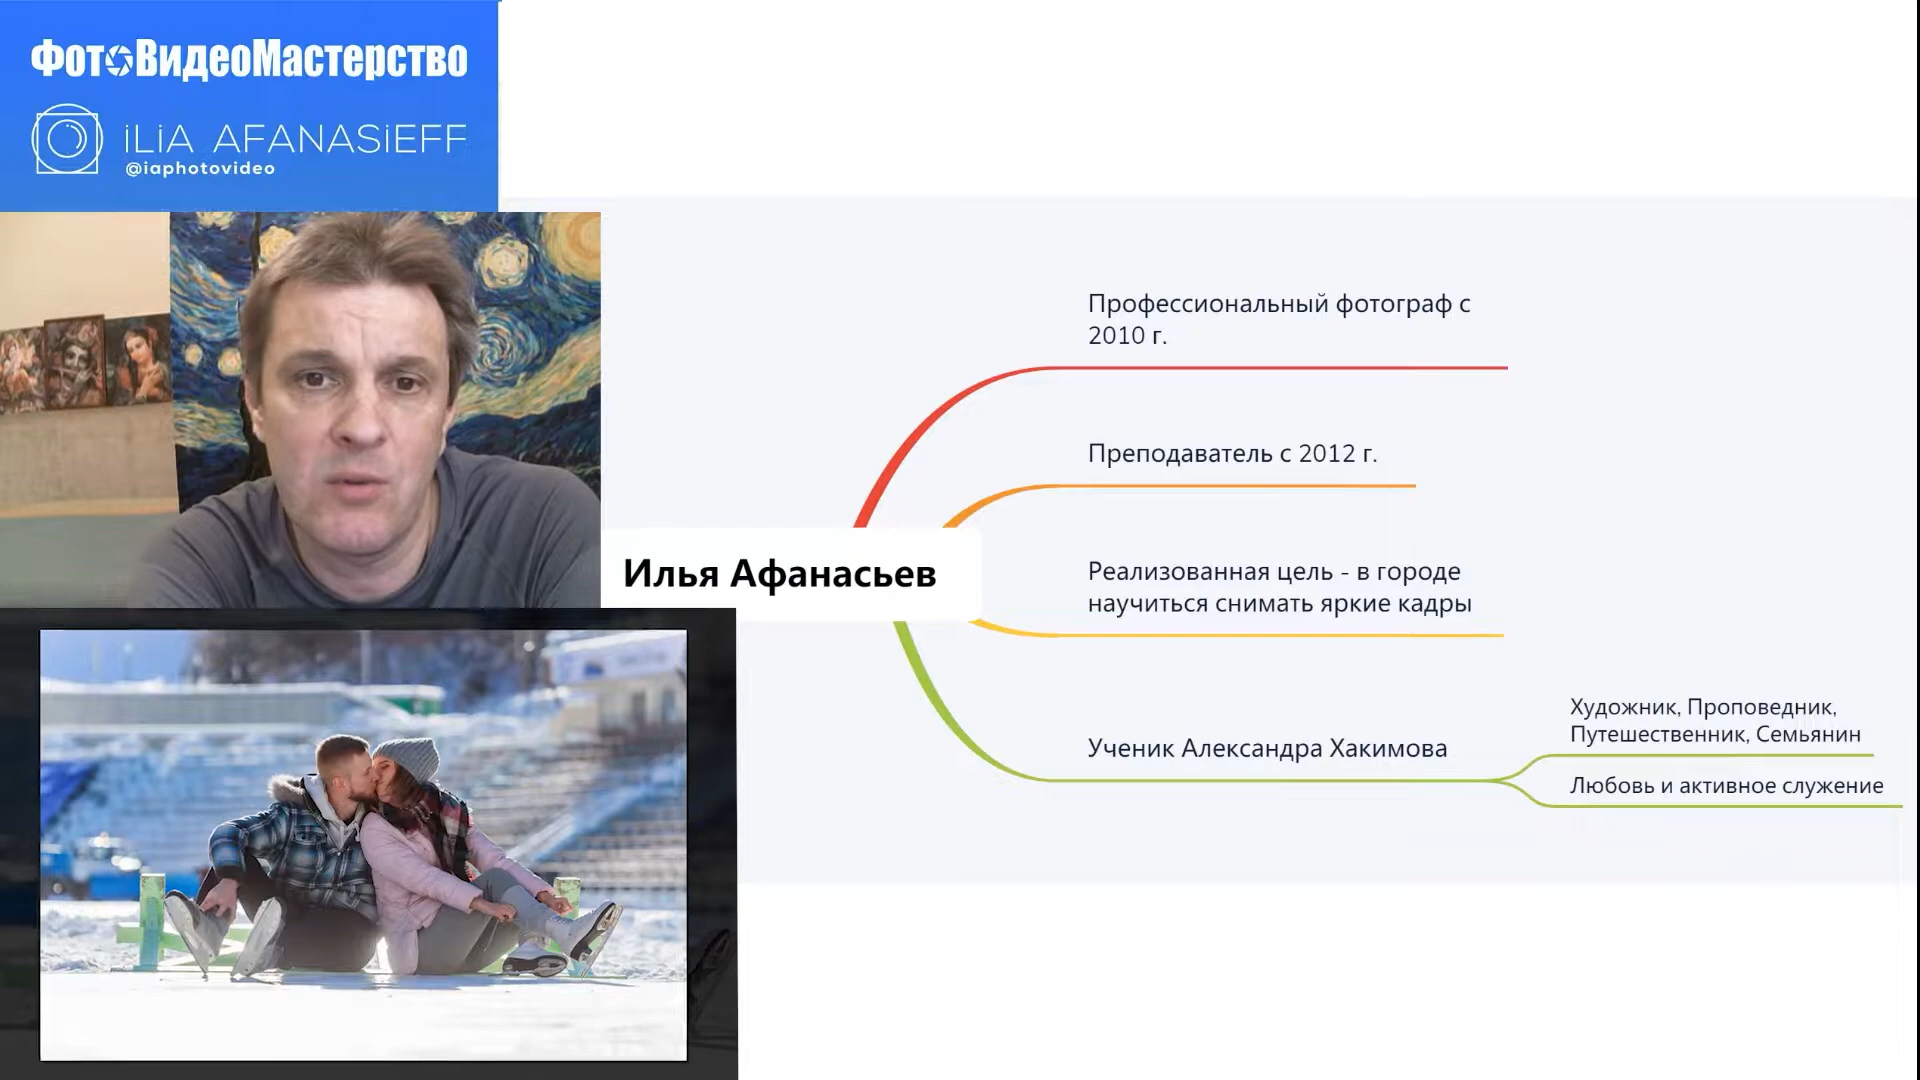 ФотоВидеоМастерство
iLiA AFANASiEFF
@iaphotovideo
Илья Афанасьев
Профессиональный фотограф с
2010 г.
Преподаватель с 2012 г.
Реализованная цель - в городе
научиться снимать яркие кадры
Ученик Александра Хакимова
Художник, Проповедник,
Путешественник, Семьянин
Любовь и активное служение